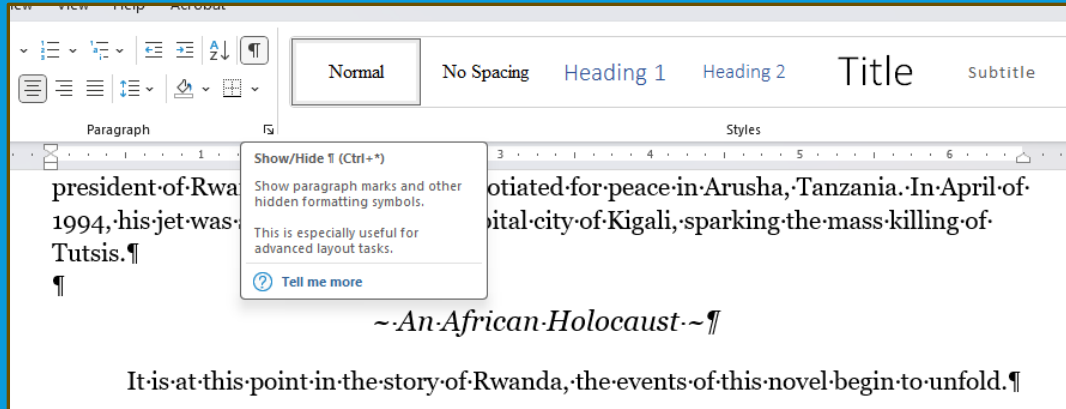 View Help Acrobat
Normal No Spacing Heading 1 Heading 2 Title Subtitle
Paragraph Styles
1 3 4 5 6
Show/Hide ¶ (Ctrl+*)
Show paragraph marks and other
hidden formatting symbols.
This is especially useful for
advanced layout tasks.
Tell me more
president·of· otiated·for·peace·in·Arusha,·Tanzania.·In·April·of·
1994,·his·jet·was· pital·city·of·Kigali,·sparking·the·mass·killing·of·
Tutsis.¶
¶
~·An·African·Holocaust·~¶
It·is·at·this·point·in·the·story·of·Rwanda,·the·events·of·this·novel·begin·to·unfold.¶